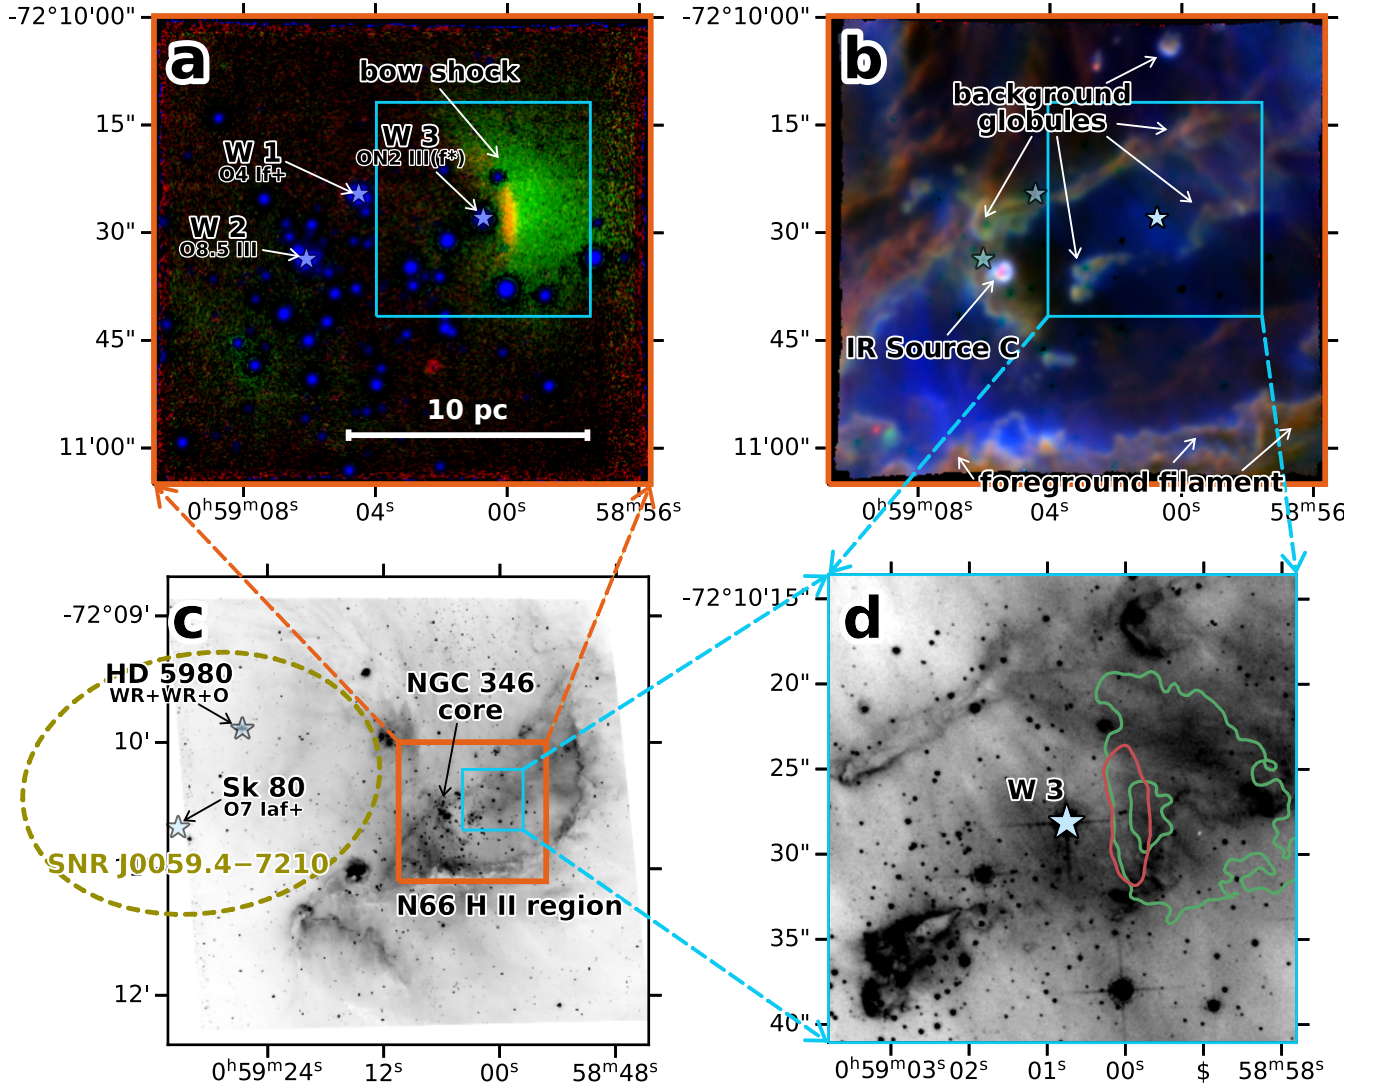 a
-72°10'00"
15"
30"
45"
11'00"
bow shock
W 1
O4 If+
W 3
ON2 III(f*)
W 2
O8.5 III
10 pc
0ʰ59ᵐ08ˢ
04ˢ
00ˢ
58ᵐ56ˢ
b
-72°10'00"
15"
30"
45"
11'00"
background
globules
IR Source C
foreground filament
0ʰ59ᵐ08ˢ
04ˢ
00ˢ
58ᵐ56
c
-72°09'
10'
12'
HD 5980
WR+WR+O
Sk 80
O7 Iaf+
SNR J0059.4−7210
NGC 346
core
N66 H II region
0ʰ59ᵐ24ˢ
12ˢ
00ˢ
58ᵐ48ˢ
d
-72°10'15"
20"
25"
30"
35"
40"
W 3
0ʰ59ᵐ03ˢ
02ˢ
01ˢ
00ˢ
$
58ᵐ58ˢ